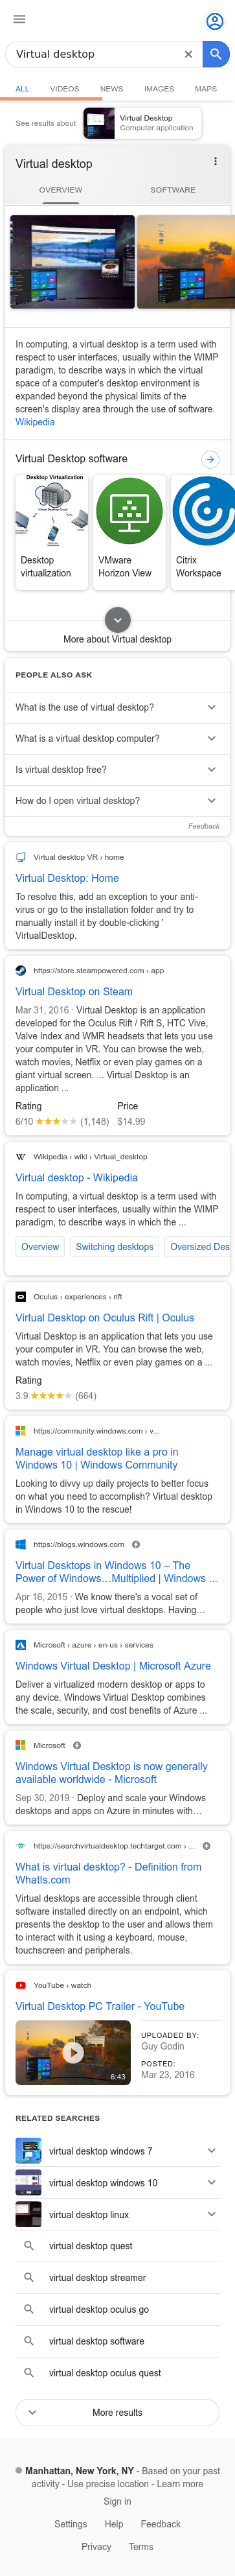 Virtual desktop
ALL VIDEOS NEWS IMAGES MAPS
See results about
Virtual Desktop
Computer application
Virtual desktop
OVERVIEW SOFTWARE
In computing, a virtual desktop is a term used with
respect to user interfaces, usually within the WIMP
paradigm, to describe ways in which the virtual
space of a computer's desktop environment is
expanded beyond the physical limits of the
screen's display area through the use of software.
Wikipedia
Virtual Desktop software
Desktop Virtualization
Desktop
virtualization
VMware
Horizon View
Citrix
Workspace
More about Virtual desktop
PEOPLE ALSO ASK
What is the use of virtual desktop?
What is a virtual desktop computer?
Is virtual desktop free?
How do I open virtual desktop?
Feedback
Virtual desktop VR › home
Virtual Desktop: Home
To resolve this, add an exception to your anti-
virus or go to the installation folder and try to
manually install it by double-clicking '
VirtualDesktop.
https://store.steampowered.com › app
Virtual Desktop on Steam
Mar 31, 2016 · Virtual Desktop is an application
developed for the Oculus Rift / Rift S, HTC Vive,
Valve Index and WMR headsets that lets you use
your computer in VR. You can browse the web,
watch movies, Netflix or even play games on a
giant virtual screen. ... Virtual Desktop is an
application ...
Rating Price
6/10 (1,148) $14.99
Wikipedia › wiki › Virtual_desktop
Virtual desktop - Wikipedia
In computing, a virtual desktop is a term used with
respect to user interfaces, usually within the WIMP
paradigm, to describe ways in which the ...
Overview Switching desktops Oversized Des
Oculus › experiences › rift
Virtual Desktop on Oculus Rift | Oculus
Virtual Desktop is an application that lets you use
your computer in VR. You can browse the web,
watch movies, Netflix or even play games on a ...
Rating
3.9 (664)
https://community.windows.com › v...
Manage virtual desktop like a pro in
Windows 10 | Windows Community
Looking to divvy up daily projects to better focus
on what you need to accomplish? Virtual desktop
in Windows 10 to the rescue!
https://blogs.windows.com
Virtual Desktops in Windows 10 – The
Power of Windows…Multiplied | Windows ...
Apr 16, 2015 · We know there's a vocal set of
people who just love virtual desktops. Having…
Microsoft › azure › en-us › services
Windows Virtual Desktop | Microsoft Azure
Deliver a virtualized modern desktop or apps to
any device. Windows Virtual Desktop combines
the scale, security, and cost benefits of Azure ...
Microsoft
Windows Virtual Desktop is now generally
available worldwide - Microsoft
Sep 30, 2019 · Deploy and scale your Windows
desktops and apps on Azure in minutes with…
https://searchvirtualdesktop.techtarget.com › ...
What is virtual desktop? - Definition from
WhatIs.com
Virtual desktops are accessible through client
software installed directly on an endpoint, which
presents the desktop to the user and allows them
to interact with it using a keyboard, mouse,
touchscreen and peripherals.
YouTube › watch
Virtual Desktop PC Trailer - YouTube
6:43
UPLOADED BY:
Guy Godin
POSTED:
Mar 23, 2016
RELATED SEARCHES
virtual desktop windows 7
virtual desktop windows 10
virtual desktop linux
virtual desktop quest
virtual desktop streamer
virtual desktop oculus go
virtual desktop software
virtual desktop oculus quest
More results
Manhattan, New York, NY - Based on your past
activity - Use precise location - Learn more
Sign in
Settings Help Feedback
Privacy Terms